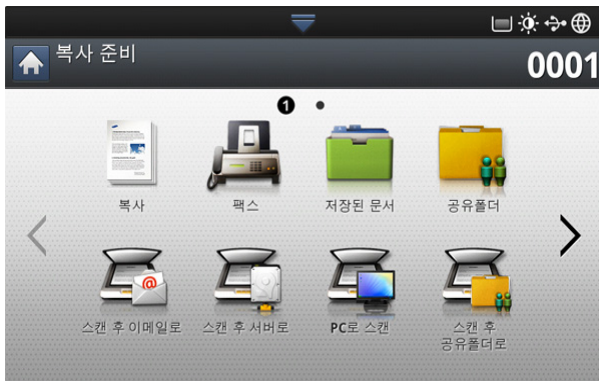 복사 준비
0001
1
복사
팩스
저장된 문서
공유폴더
@
스캔 후 이메일로
스캔 후 서버로
PC로 스캔
스캔 후
공유폴더로